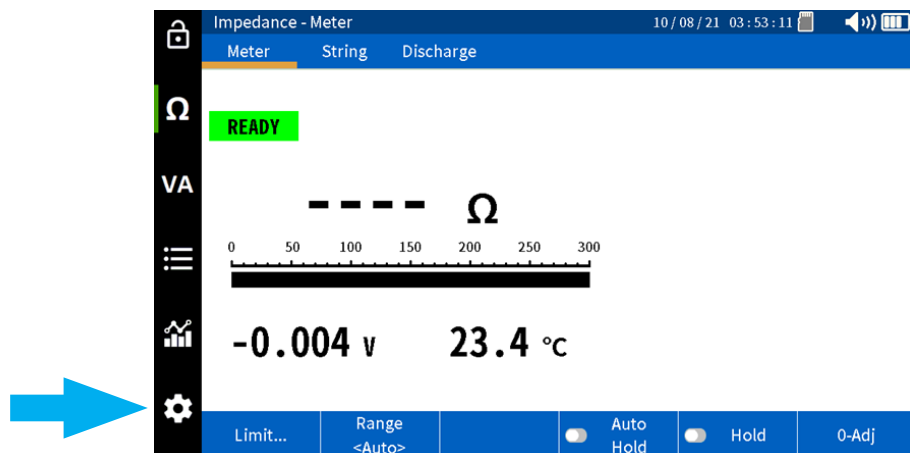 Impedance - Meter 10/08/21 03:53:11
Meter String Discharge
Ω
READY
VA
---- Ω
0 50 100 150 200 250 300
-0.004 V 23.4 °C
Limit... Range <Auto> Auto Hold Hold 0-Adj